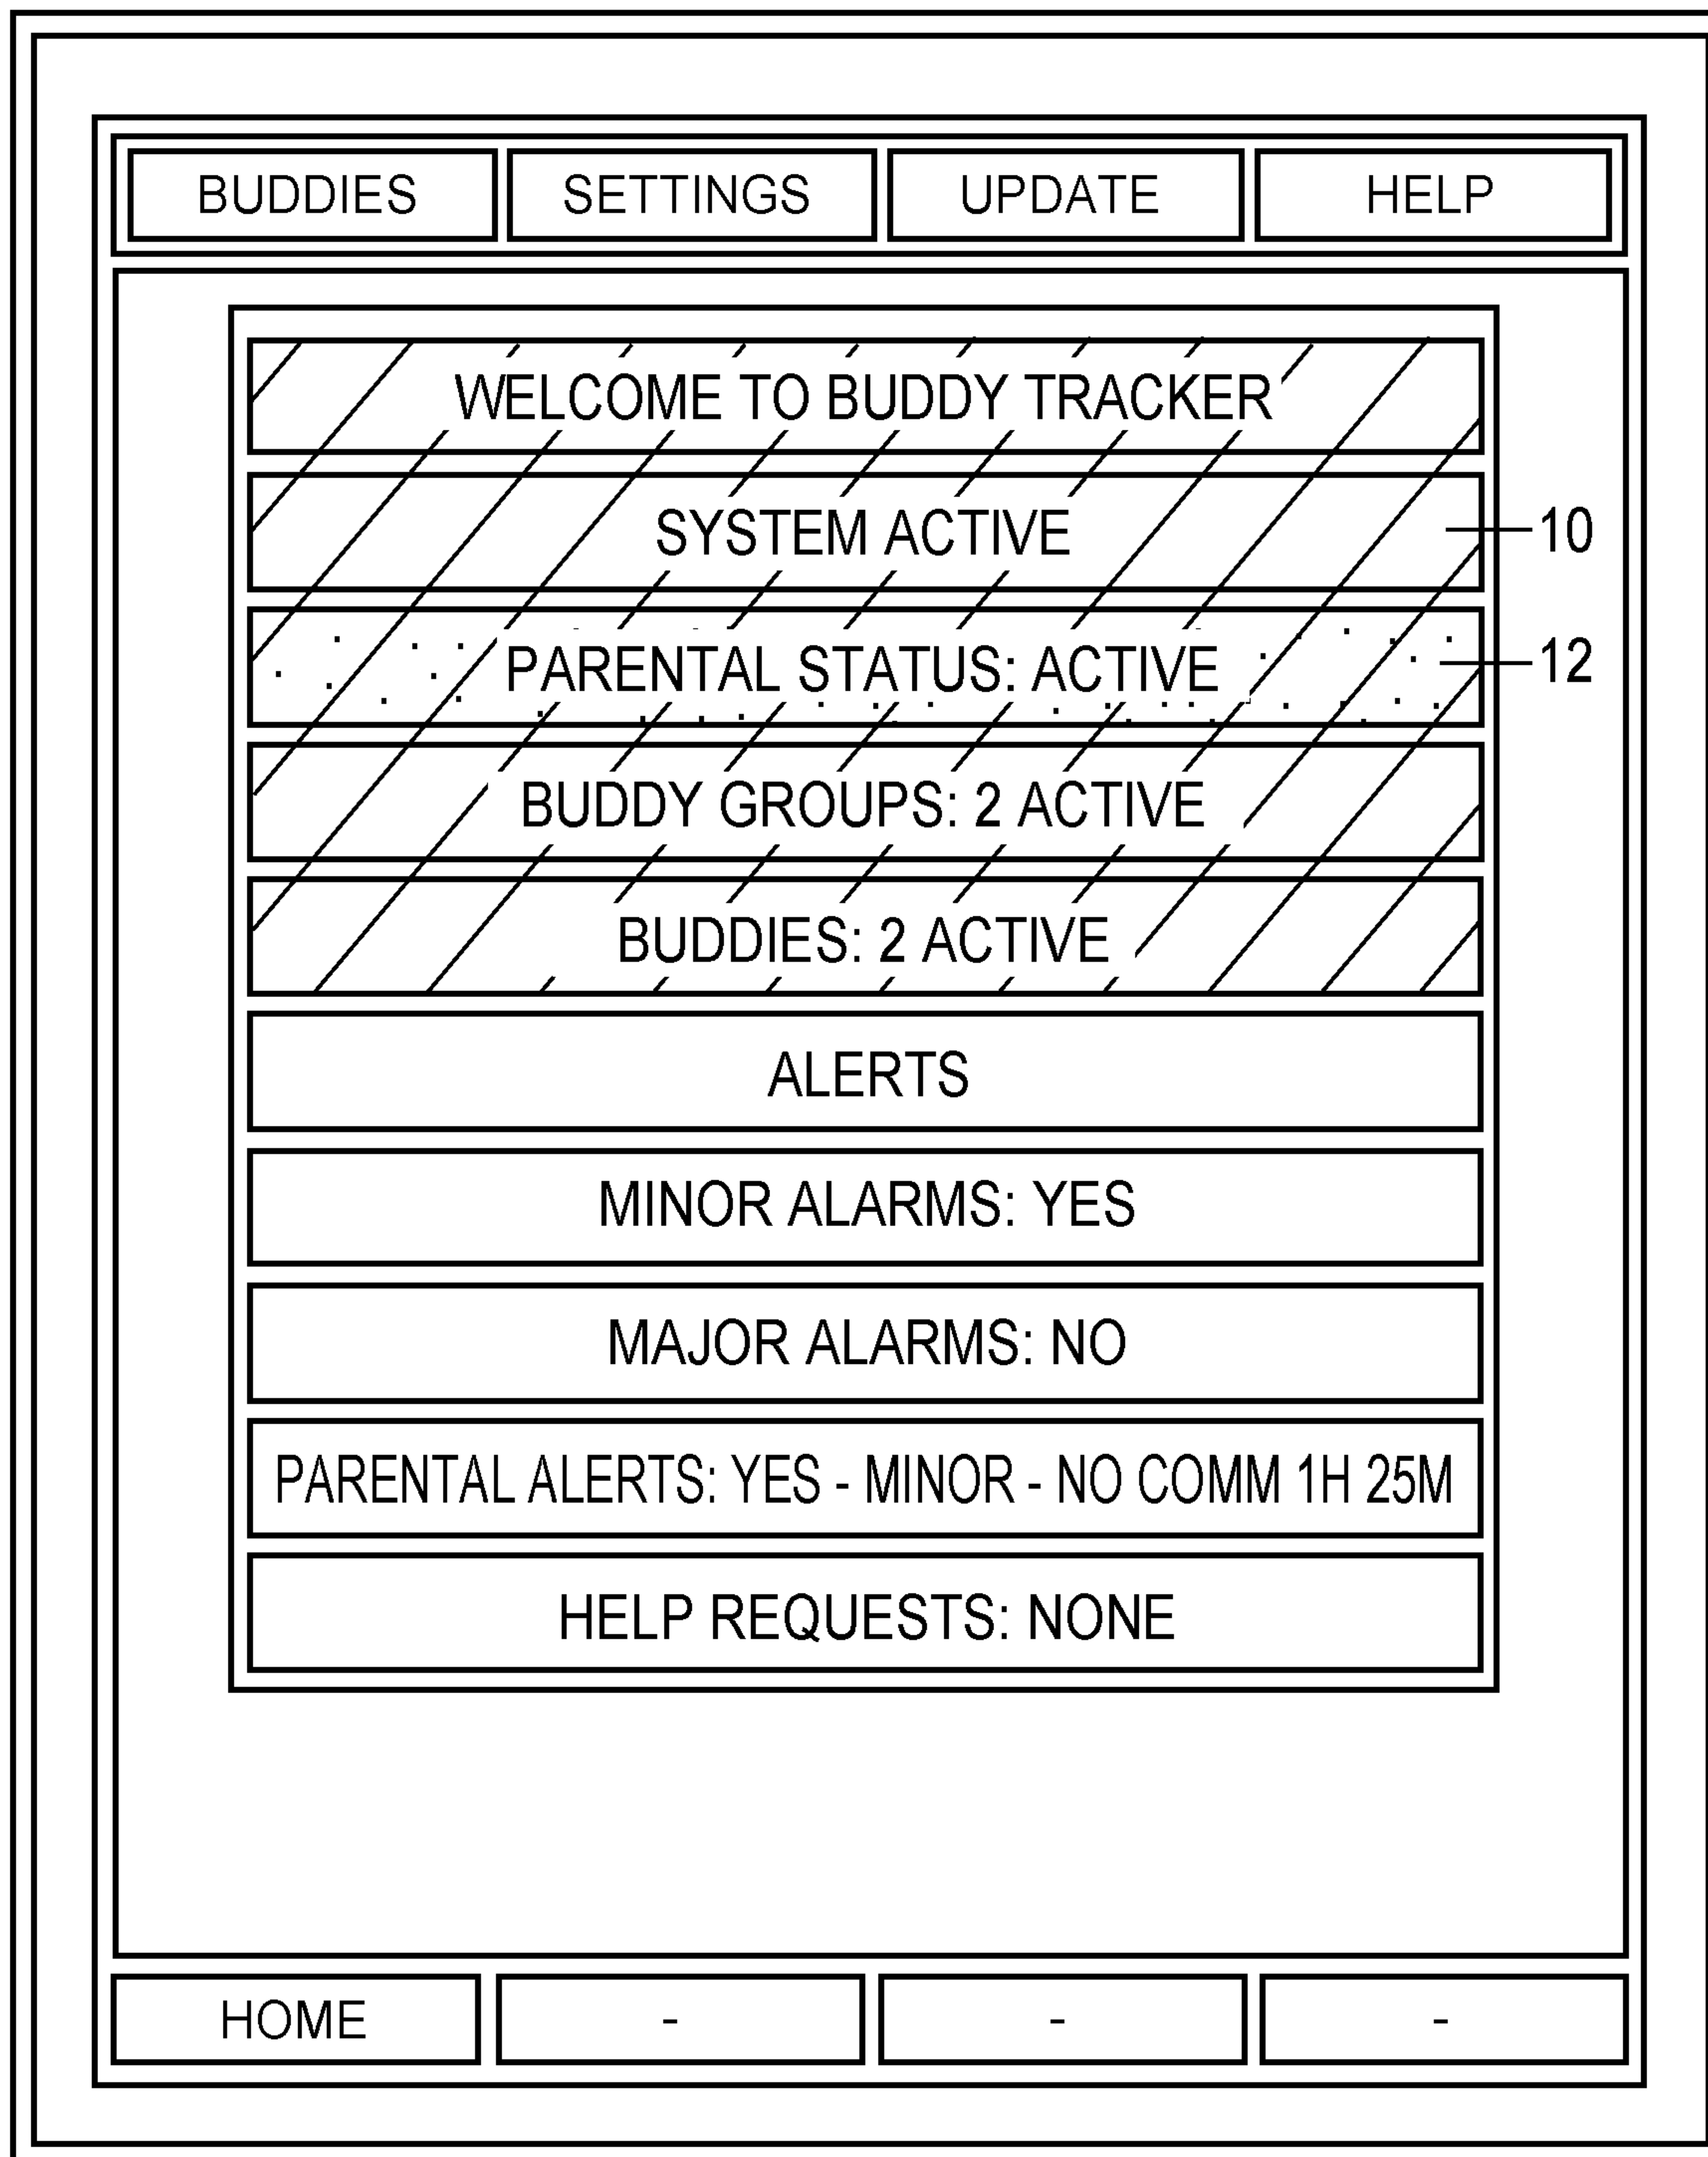 BUDDIES SETTINGS UPDATE HELP
WELCOME TO BUDDY TRACKER
SYSTEM ACTIVE 10
PARENTAL STATUS: ACTIVE 12
BUDDY GROUPS: 2 ACTIVE
BUDDIES: 2 ACTIVE
ALERTS
MINOR ALARMS: YES
MAJOR ALARMS: NO
PARENTAL ALERTS: YES - MINOR - NO COMM 1H 25M
HELP REQUESTS: NONE
HOME - - -